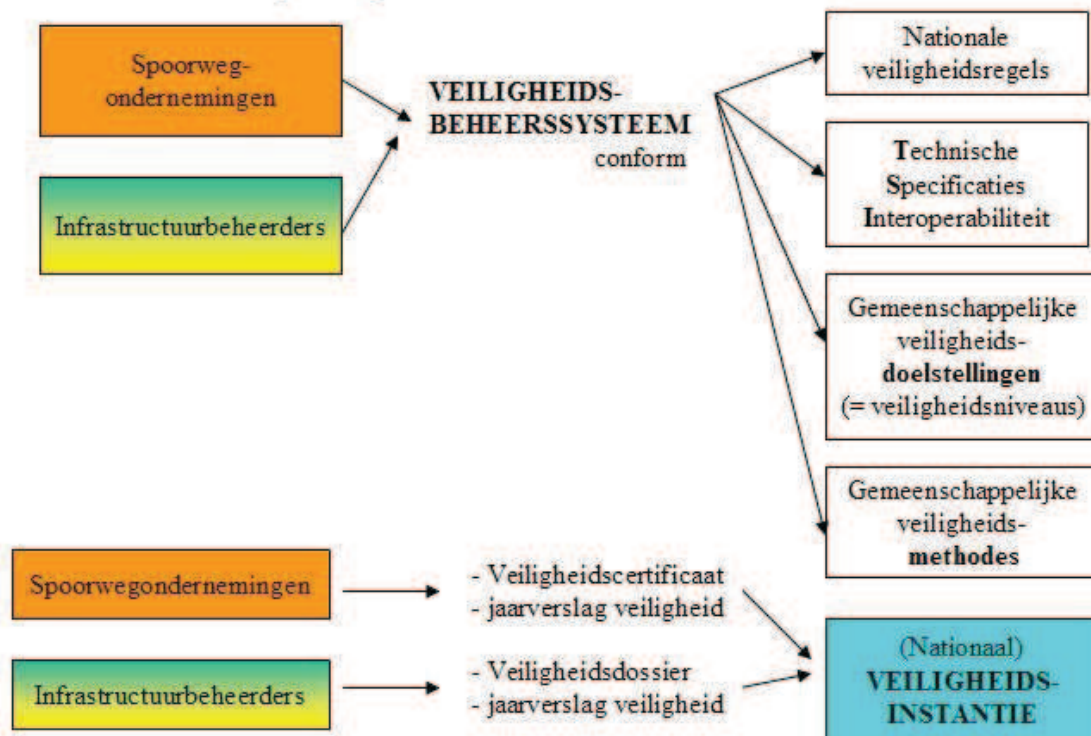 Spoorweg-
ondernemingen
Infrastructuurbeheerders
VEILIGHEIDS-
BEHEERSSYSTEEM
conform
Nationale
veiligheidsregels
Technische
Specificaties
Interoperabiliteit
Gemeenschappelijke
veiligheids-
doelstellingen
(= veiligheidsniveaus)
Gemeenschappelijke
veiligheids-
methodes
Spoorwegondernemingen
- Veiligheidscertificaat
- jaarverslag veiligheid
Infrastructuurbeheerders
- Veiligheidsdossier
- jaarverslag veiligheid
(Nationaal)
VEILIGHEIDS-
INSTANTIE